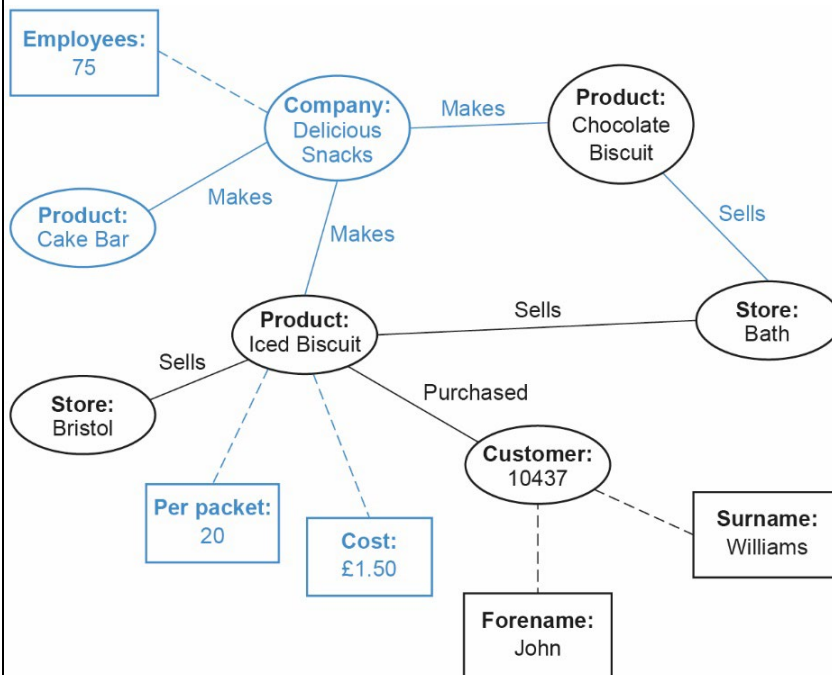 Employees:
75
Company:
Delicious
Snacks
Makes
Product:
Chocolate
Biscuit
Makes
Product:
Cake Bar
Makes
Sells
Product:
Iced Biscuit
Sells
Store:
Bath
Sells
Store:
Bristol
Purchased
Customer:
10437
Per packet:
20
Cost:
£1.50
Surname:
Williams
Forename:
John